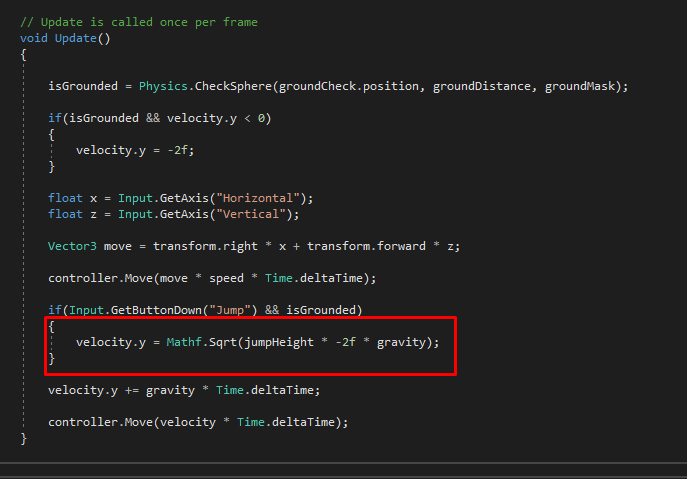 // Update is called once per frame
void Update()
{
isGrounded = Physics.CheckSphere(groundCheck.position, groundDistance, groundMask);
if(isGrounded && velocity.y < 0)
{
velocity.y = -2f;
}
float x = Input.GetAxis("Horizontal");
float z = Input.GetAxis("Vertical");
Vector3 move = transform.right * x + transform.forward * z;
controller.Move(move * speed * Time.deltaTime);
if(Input.GetButtonDown("Jump") && isGrounded)
{
velocity.y = Mathf.Sqrt(jumpHeight * -2f * gravity);
}
velocity.y += gravity * Time.deltaTime;
controller.Move(velocity * Time.deltaTime);
}